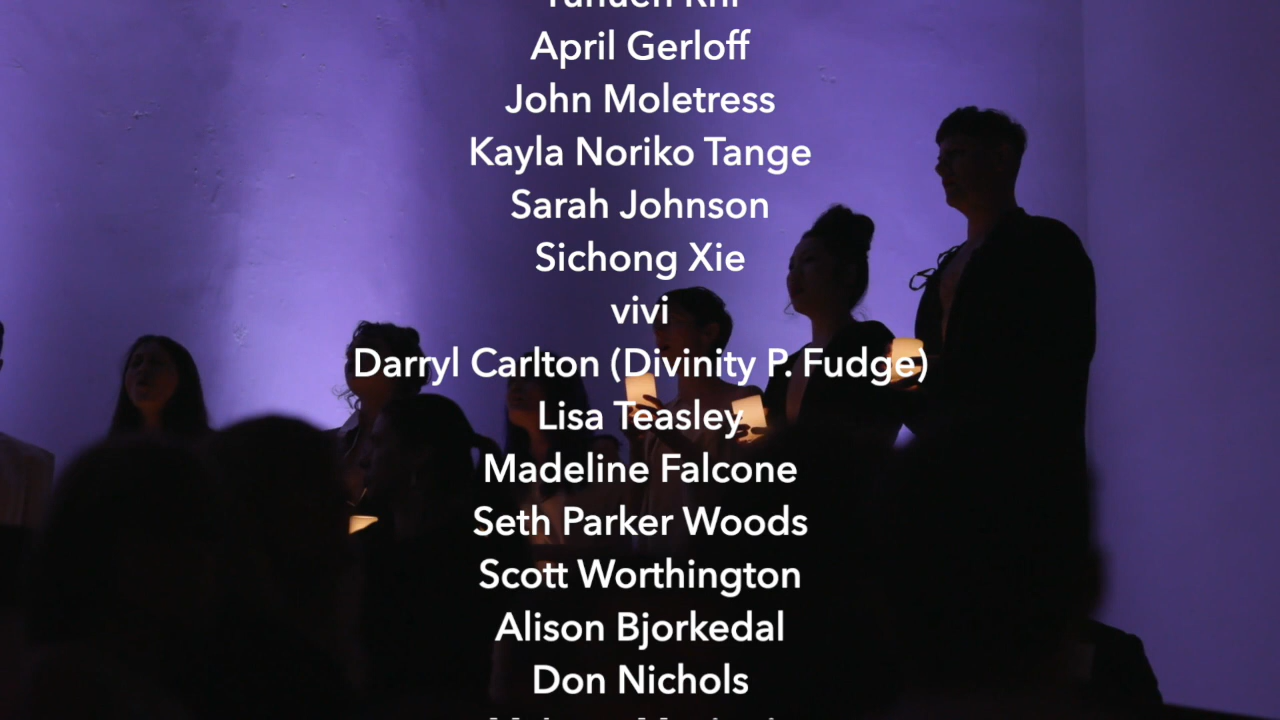 April Gerloff
John Moletress
Kayla Noriko Tange
Sarah Johnson
Sichong Xie
vivi
Darryl Carlton (Divinity P. Fudge)
Lisa Teasley
Madeline Falcone
Seth Parker Woods
Scott Worthington
Alison Bjorkedal
Don Nichols